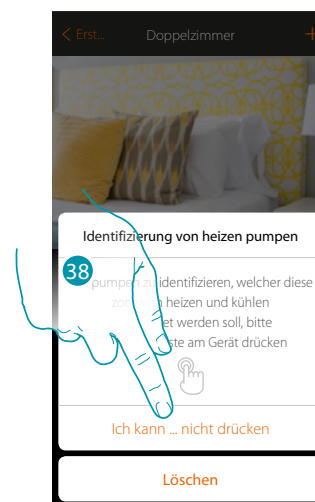 < Erst... Doppelzimmer +
Identifizierung von heizen pumpen
38
pumpen zu identifizieren, welcher diese
zon heizen und kühlen
et werden soll, bitte
ste am Gerät drücken
Ich kann ... nicht drücken
Löschen